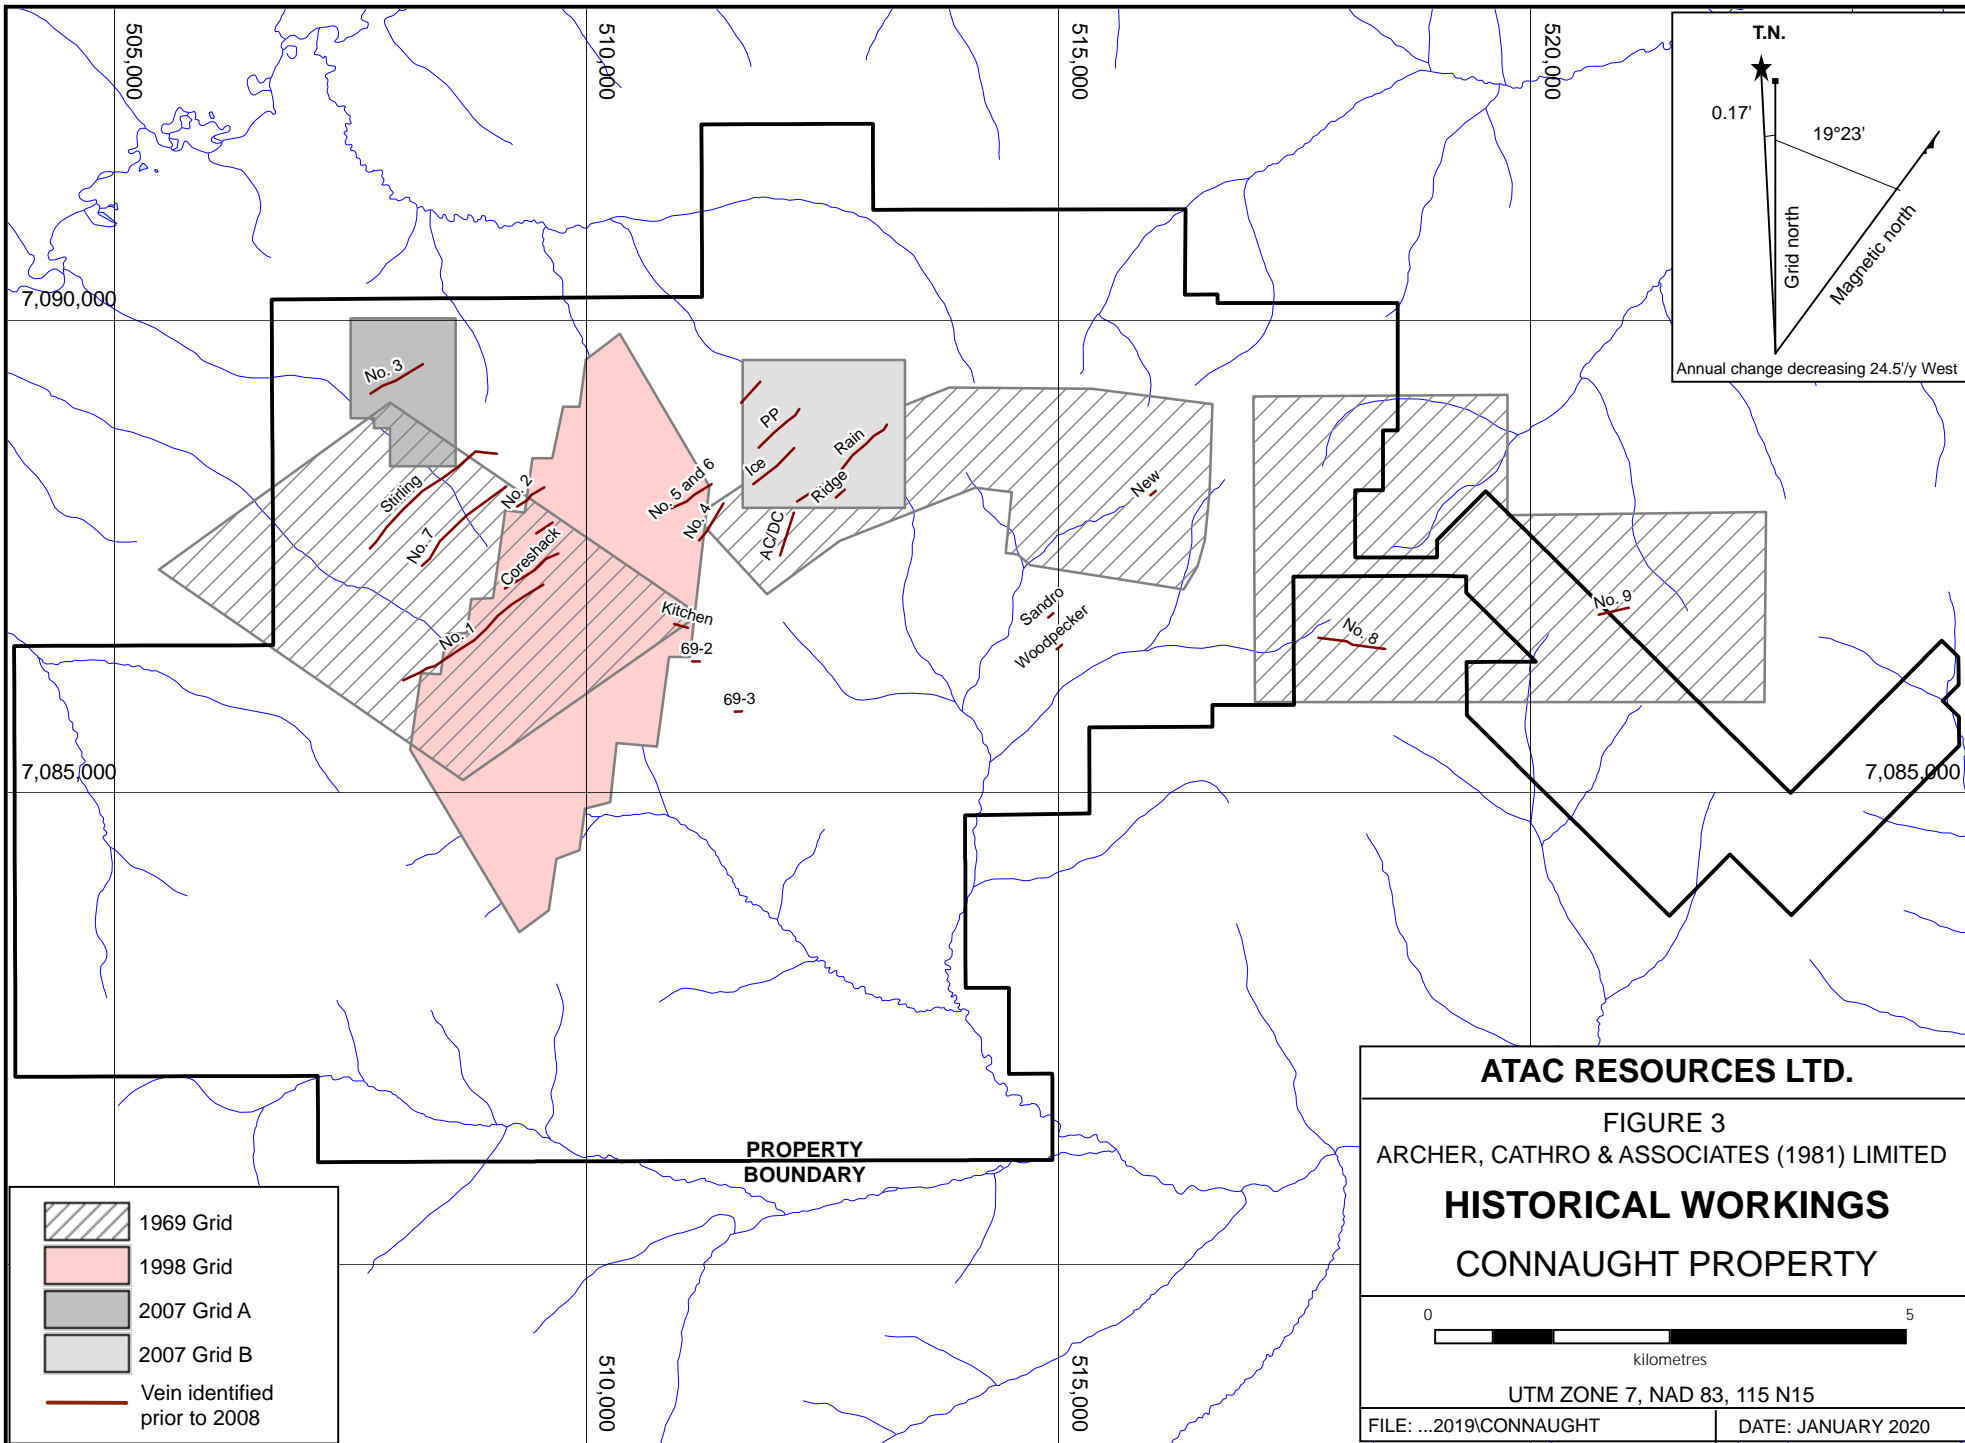 505,000
510,000
515,000
520,000
T.N.
0.17'
19°23'
Grid north
Magnetic north
Annual change decreasing 24.5'/y West
7,090,000
No. 3
Stirling
No. 7
No. 2
Coreshack
No. 1
No. 5 and 6
No. 4
PP
Ice
Rain
Ridge
AC/DC
New
Kitchen
69-2
69-3
Sandro
Woodpecker
No. 8
No. 9
7,085,000
7,085,000
PROPERTY
BOUNDARY
1969 Grid
1998 Grid
2007 Grid A
2007 Grid B
Vein identified
prior to 2008
510,000
515,000
ATAC RESOURCES LTD.
FIGURE 3
ARCHER, CATHRO & ASSOCIATES (1981) LIMITED
HISTORICAL WORKINGS
CONNAUGHT PROPERTY
0 5
kilometres
UTM ZONE 7, NAD 83, 115 N15
FILE: ...2019\CONNAUGHT
DATE: JANUARY 2020